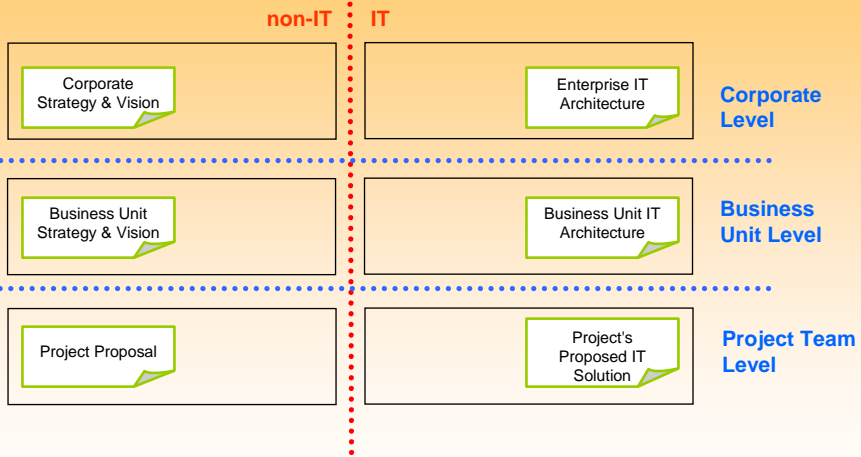 non-IT IT
Corporate
Strategy & Vision
Enterprise IT
Architecture
Corporate
Level
Business Unit
Strategy & Vision
Business Unit IT
Architecture
Business
Unit Level
Project Proposal
Project's
Proposed IT
Solution
Project Team
Level